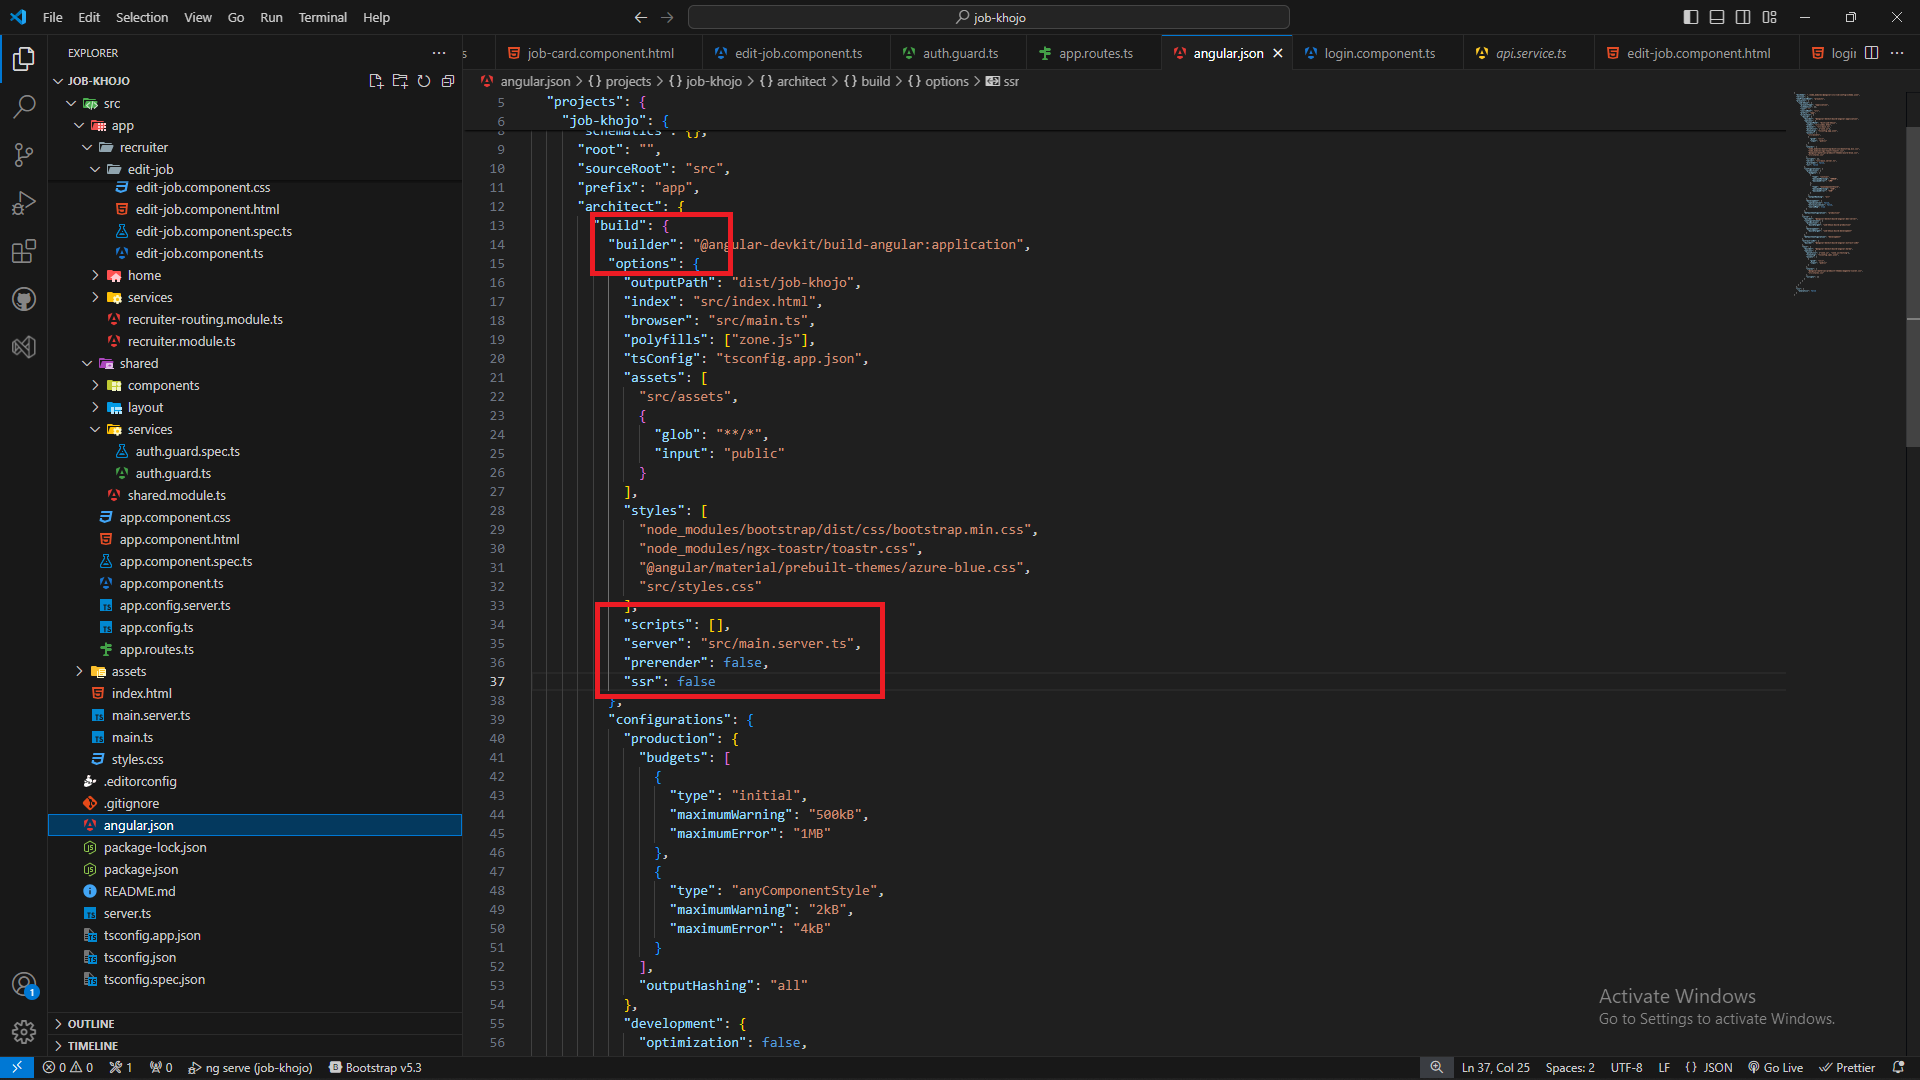 File Edit Selection View Go Run Terminal Help
job-khojo
EXPLORER
JOB-KHOJO
src
app
recruiter
edit-job
edit-job.component.css
edit-job.component.html
edit-job.component.spec.ts
edit-job.component.ts
home
services
recruiter-routing.module.ts
recruiter.module.ts
shared
components
layout
services
auth.guard.spec.ts
auth.guard.ts
shared.module.ts
app.component.css
app.component.html
app.component.spec.ts
app.component.ts
app.config.server.ts
app.config.ts
app.routes.ts
assets
index.html
main.server.ts
main.ts
styles.css
.editorconfig
.gitignore
angular.json
package-lock.json
package.json
README.md
server.ts
tsconfig.app.json
tsconfig.json
tsconfig.spec.json
OUTLINE
TIMELINE
s job-card.component.html edit-job.component.ts auth.guard.ts app.routes.ts angular.json login.component.ts api.service.ts edit-job.component.html login
angular.json > {} projects > {} job-khojo > {} architect > {} build > {} options > ssr
5 "projects": {
6 "job-khojo": {
8 "schematics": {},
9 "root": "",
10 "sourceRoot": "src",
11 "prefix": "app",
12 "architect": {
13 "build": {
14 "builder": "@angular-devkit/build-angular:application",
15 "options": {
16 "outputPath": "dist/job-khojo",
17 "index": "src/index.html",
18 "browser": "src/main.ts",
19 "polyfills": ["zone.js"],
20 "tsConfig": "tsconfig.app.json",
21 "assets": [
22 "src/assets",
23 {
24 "glob": "**/*",
25 "input": "public"
26 }
27 ],
28 "styles": [
29 "node_modules/bootstrap/dist/css/bootstrap.min.css",
30 "node_modules/ngx-toastr/toastr.css",
31 "@angular/material/prebuilt-themes/azure-blue.css",
32 "src/styles.css"
33 ],
34 "scripts": [],
35 "server": "src/main.server.ts",
36 "prerender": false,
37 "ssr": false
38 },
39 "configurations": {
40 "production": {
41 "budgets": [
42 {
43 "type": "initial",
44 "maximumWarning": "500kB",
45 "maximumError": "1MB"
46 },
47 {
48 "type": "anyComponentStyle",
49 "maximumWarning": "2kB",
50 "maximumError": "4kB"
51 }
52 ],
53 "outputHashing": "all"
54 },
55 "development": {
56 "optimization": false,
Activate Windows
Go to Settings to activate Windows.
1
0 0 1 0 ng serve (job-khojo) Bootstrap v5.3
Ln 37, Col 25 Spaces: 2 UTF-8 LF {} JSON Go Live Prettier